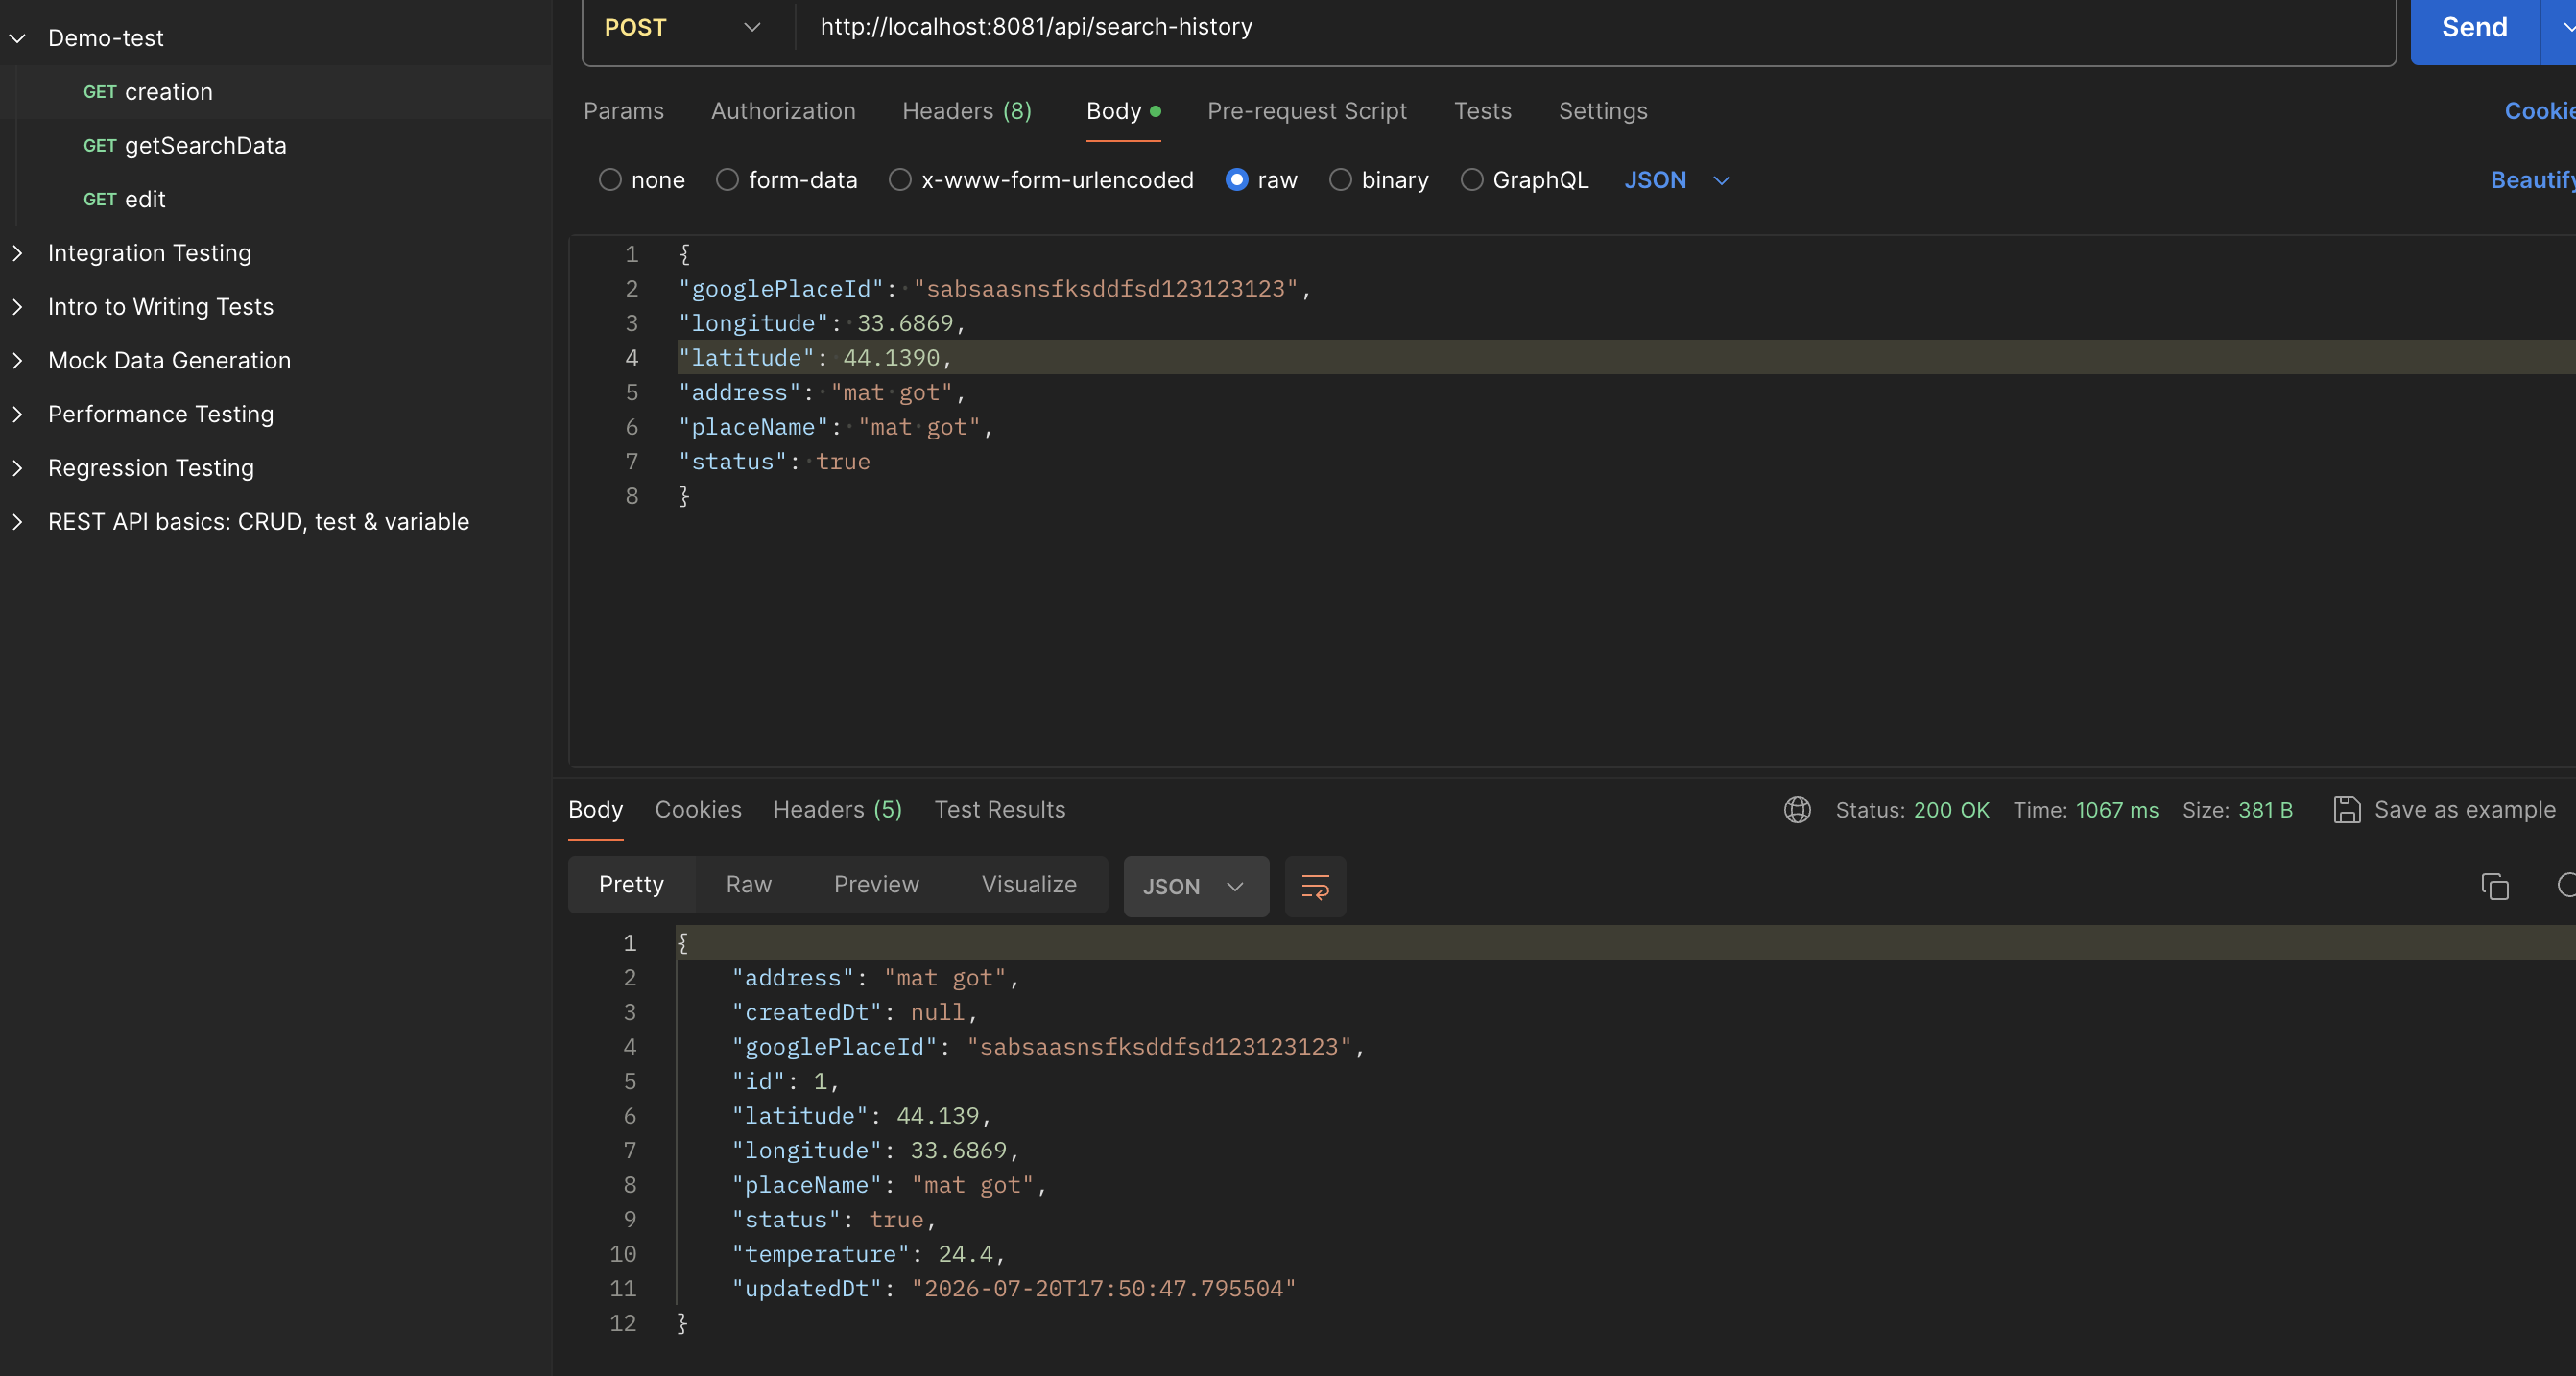 Demo-test
GET creation
GET getSearchData
GET edit
Integration Testing
Intro to Writing Tests
Mock Data Generation
Performance Testing
Regression Testing
REST API basics: CRUD, test & variable
POST http://localhost:8081/api/search-history Send
Params Authorization Headers (8) Body Pre-request Script Tests Settings
none form-data x-www-form-urlencoded raw binary GraphQL JSON
1 {
2 "googlePlaceId": "sabsaasnsfksddfsd123123123",
3 "longitude": 33.6869,
4 "latitude": 44.1390,
5 "address": "mat got",
6 "placeName": "mat got",
7 "status": true
8 }
Body Cookies Headers (5) Test Results Status: 200 OK Time: 1067 ms Size: 381 B Save as example
Pretty Raw Preview Visualize JSON
1 {
2 "address": "mat got",
3 "createdDt": null,
4 "googlePlaceId": "sabsaasnsfksddfsd123123123",
5 "id": 1,
6 "latitude": 44.139,
7 "longitude": 33.6869,
8 "placeName": "mat got",
9 "status": true,
10 "temperature": 24.4,
11 "updatedDt": "2026-07-20T17:50:47.795504"
12 }